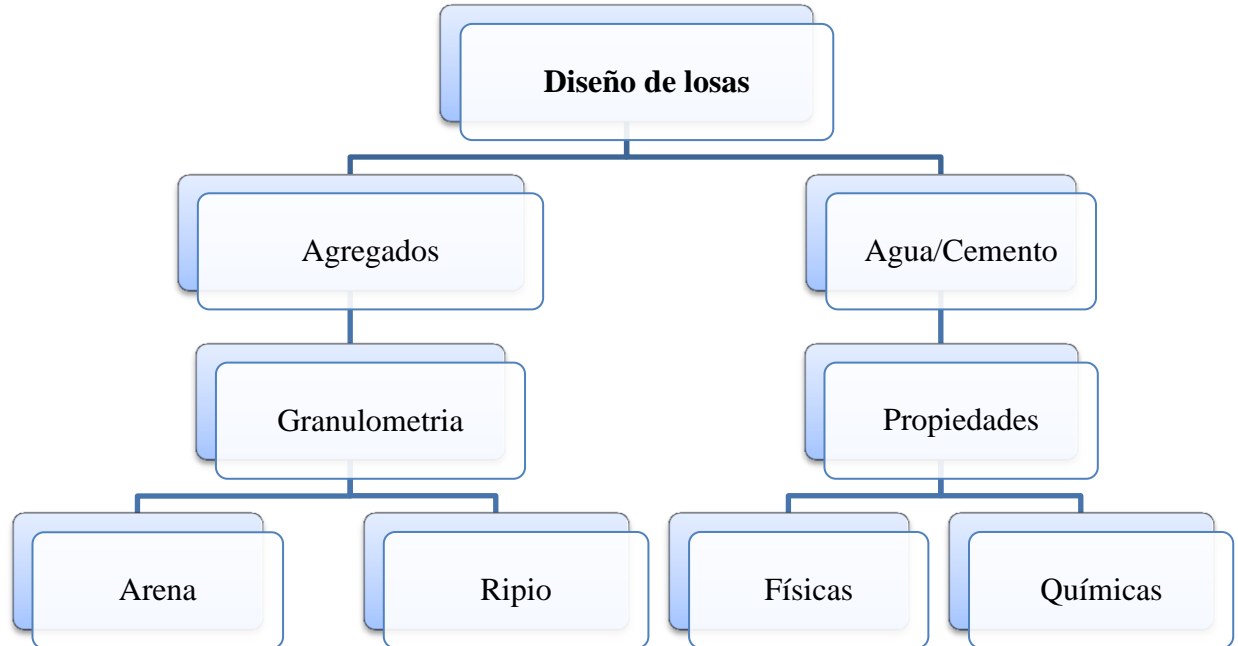 Diseño de losas
Agregados
Agua/Cemento
Granulometria
Propiedades
Arena
Ripio
Físicas
Químicas